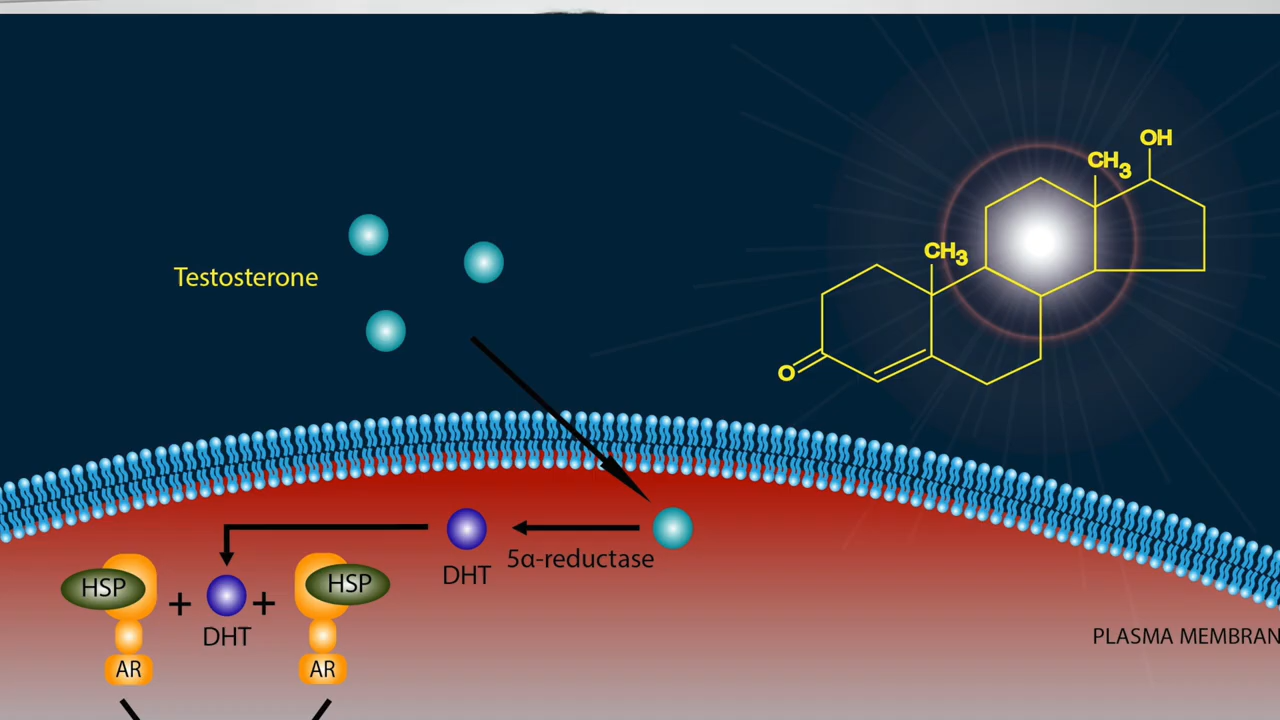 OH
CH3
CH3
Testosterone
O
5α-reductase
DHT
HSP
HSP
DHT
PLASMA MEMBRAN
AR
AR